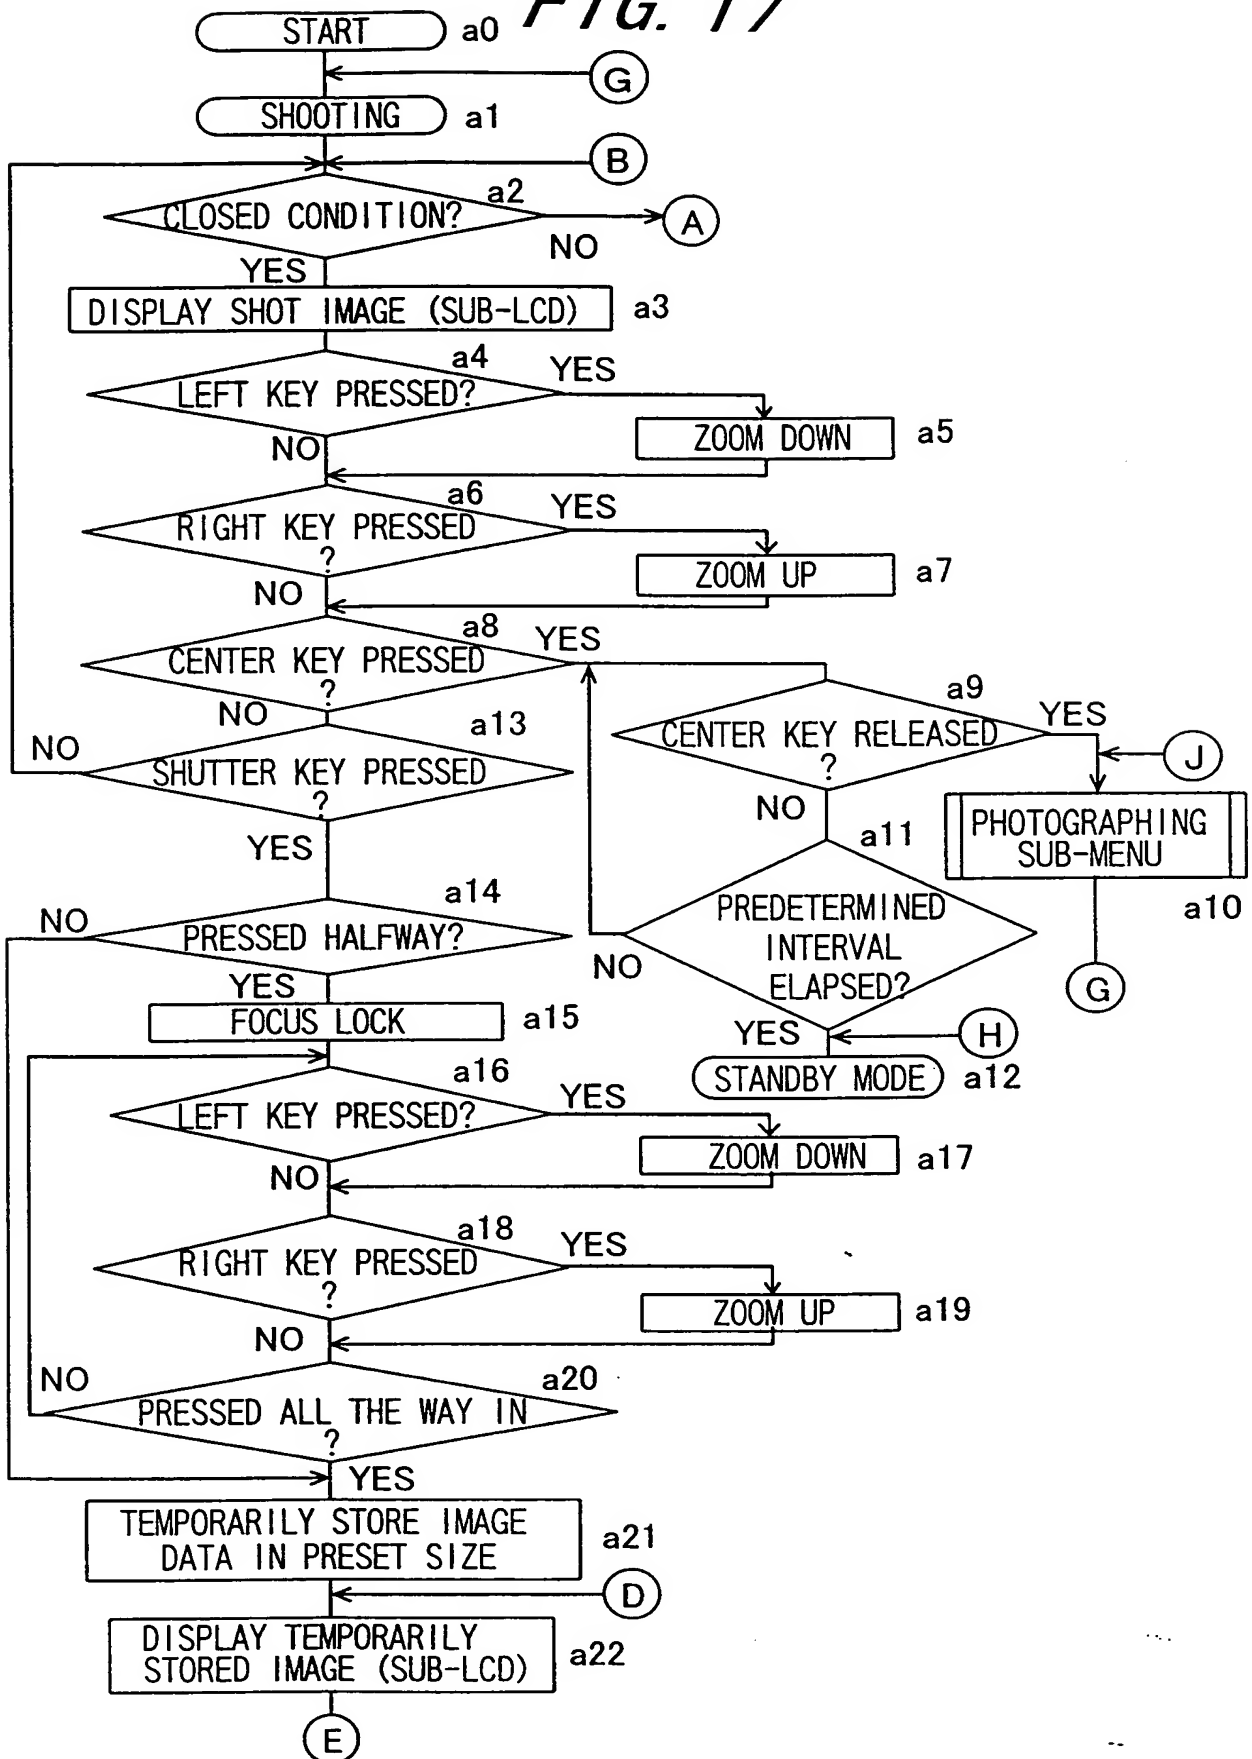 FIG. 17
START a0
G
SHOOTING a1
B
a2
CLOSED CONDITION?
A
NO
YES
DISPLAY SHOT IMAGE (SUB-LCD) a3
a4
YES
LEFT KEY PRESSED?
ZOOM DOWN a5
NO
a6
YES
RIGHT KEY PRESSED
?
ZOOM UP a7
NO
a8
YES
CENTER KEY PRESSED
?
NO
a9
YES
CENTER KEY RELEASED
?
J
NO
PHOTOGRAPHING
SUB-MENU
a10
G
a11
PREDETERMINED
INTERVAL
ELAPSED?
NO
YES
H
STANDBY MODE a12
a13
NO
SHUTTER KEY PRESSED
?
YES
a14
NO
PRESSED HALFWAY?
YES
FOCUS LOCK a15
a16
YES
LEFT KEY PRESSED?
ZOOM DOWN a17
NO
a18
YES
RIGHT KEY PRESSED
?
ZOOM UP a19
NO
a20
NO
PRESSED ALL THE WAY IN
?
YES
TEMPORARILY STORE IMAGE
DATA IN PRESET SIZE
a21
D
DISPLAY TEMPORARILY
STORED IMAGE (SUB-LCD)
a22
E